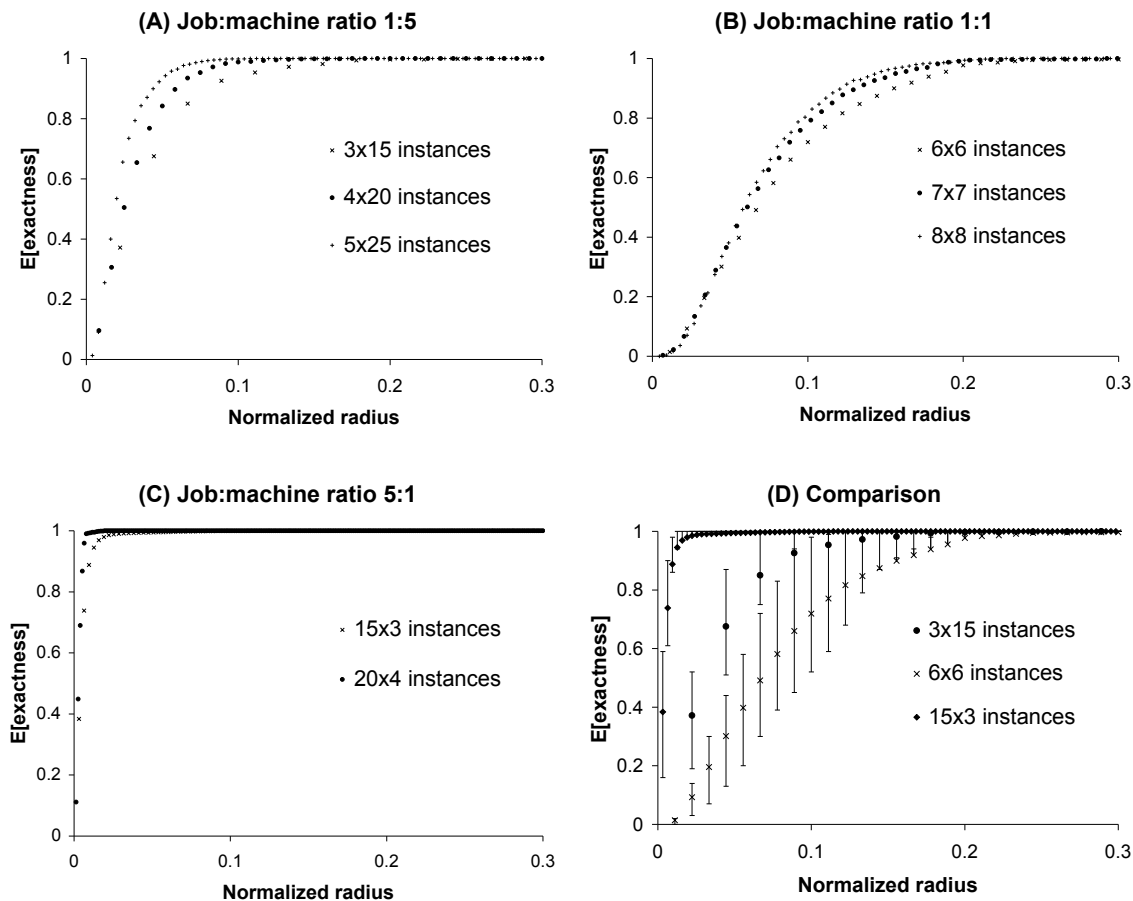 (A) Job:machine ratio 1:5
E[exactness]
1
0.8
0.6
0.4
0.2
0
0
0.1
0.2
0.3
Normalized radius
3x15 instances
4x20 instances
5x25 instances
(B) Job:machine ratio 1:1
E[exactness]
1
0.8
0.6
0.4
0.2
0
0
0.1
0.2
0.3
Normalized radius
6x6 instances
7x7 instances
8x8 instances
(C) Job:machine ratio 5:1
E[exactness]
1
0.8
0.6
0.4
0.2
0
0
0.1
0.2
0.3
Normalized radius
15x3 instances
20x4 instances
(D) Comparison
E[exactness]
1
0.8
0.6
0.4
0.2
0
0
0.1
0.2
0.3
Normalized radius
3x15 instances
6x6 instances
15x3 instances